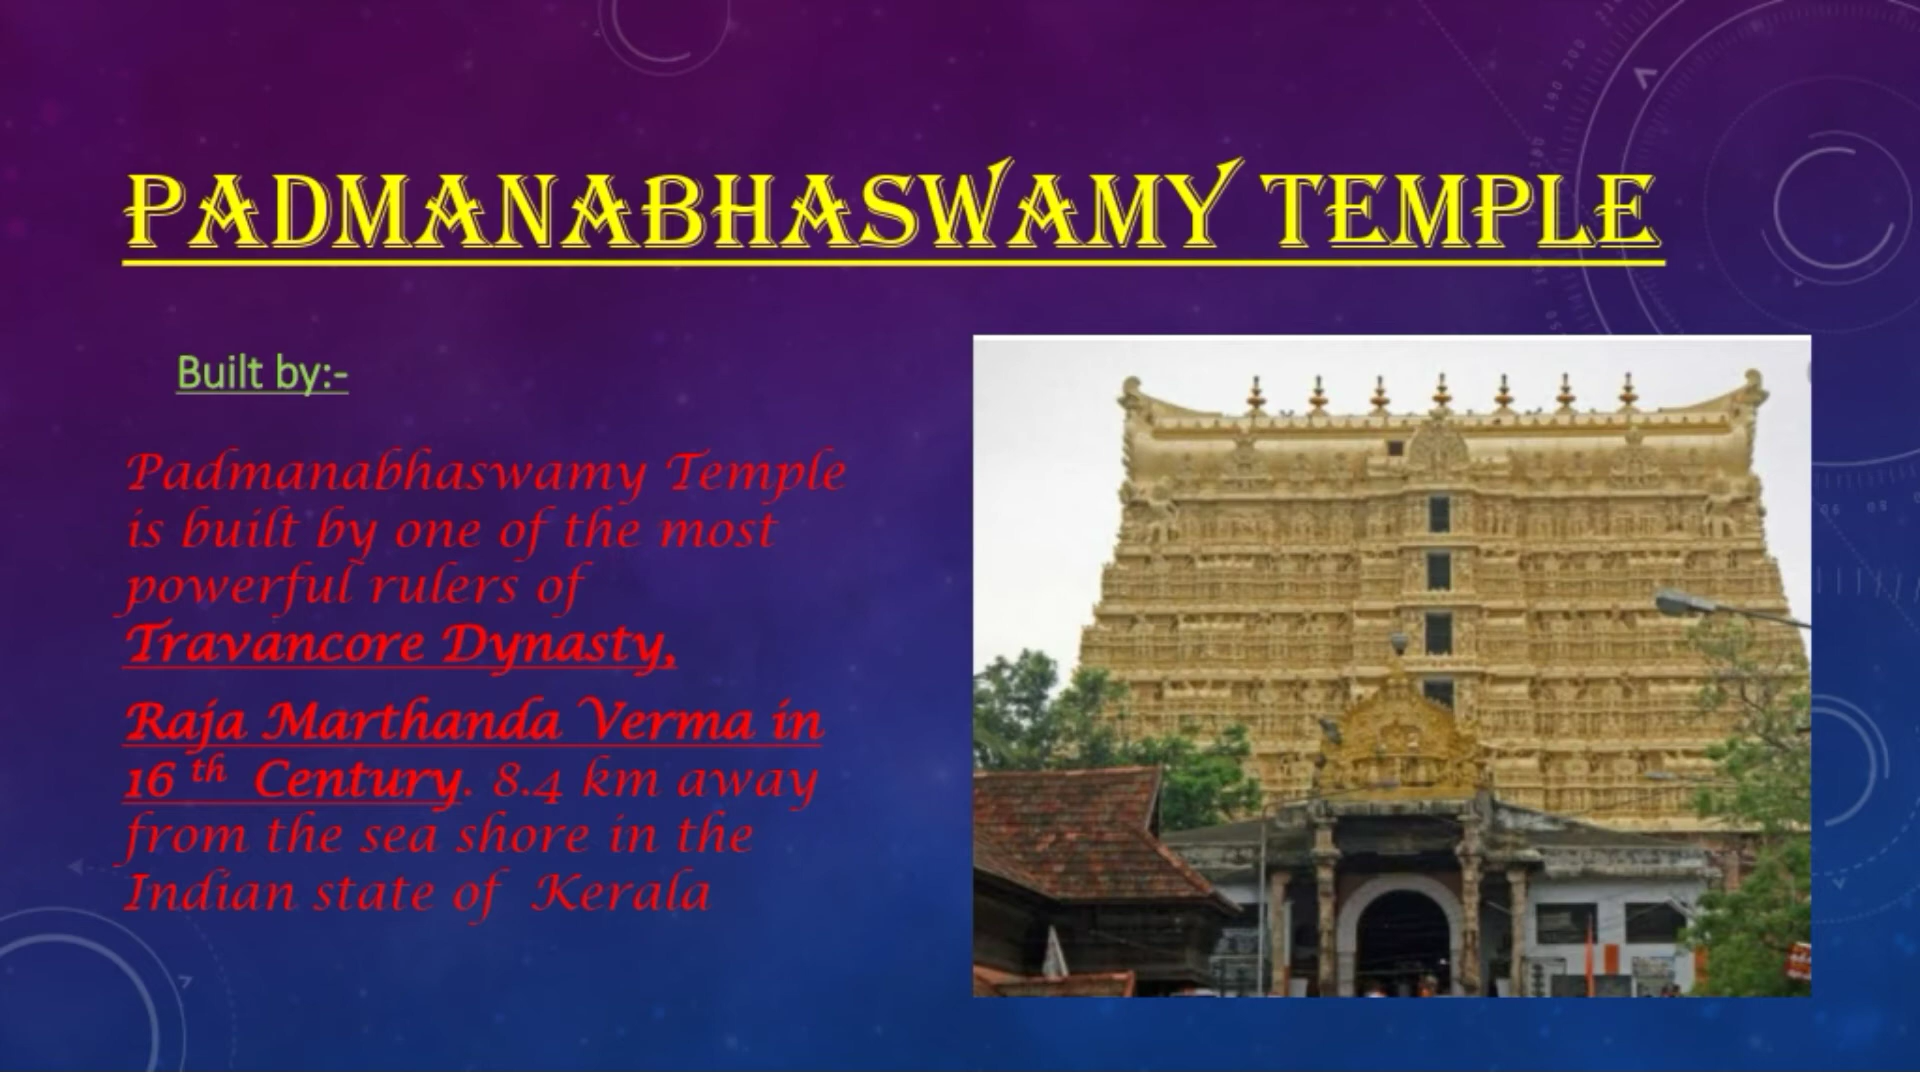 PADMANABHASWAMY TEMPLE
Built by:-
Padmanabhaswamy Temple
is built by one of the most
powerful rulers of
Travancore Dynasty,
Raja Marthanda Verma in
16 th Century. 8.4 km away
from the sea shore in the
Indian state of Kerala